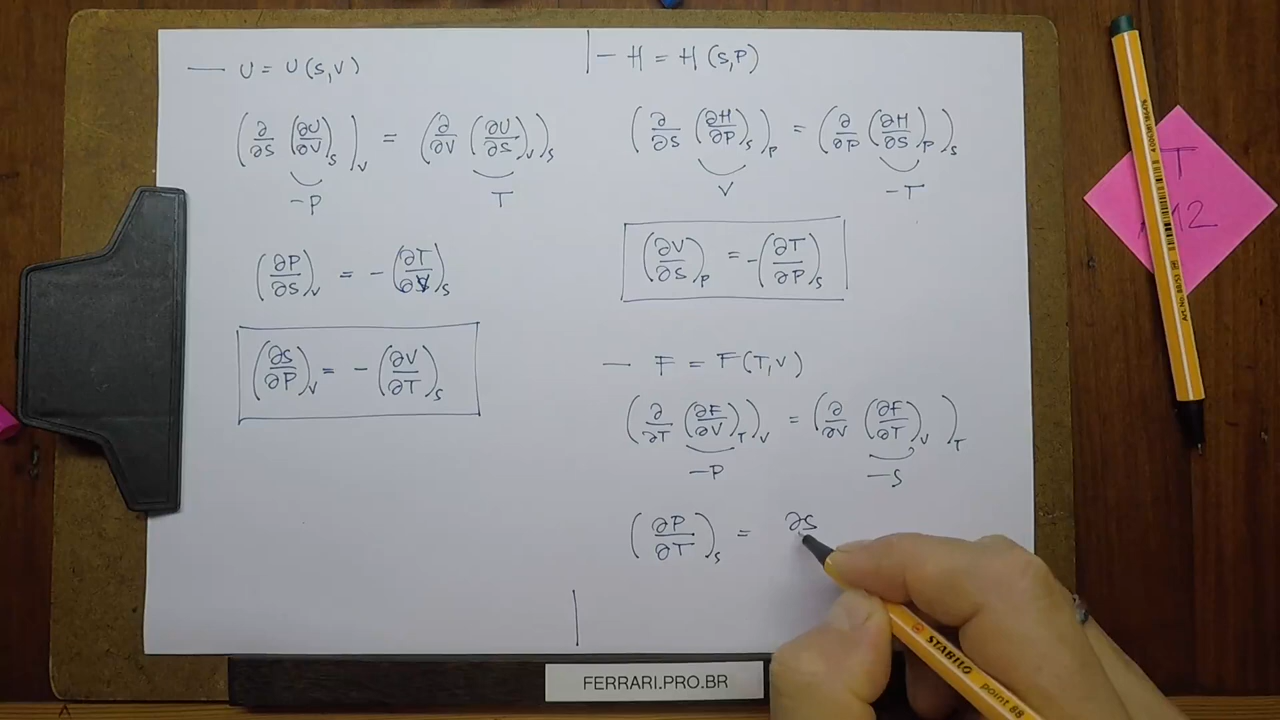 — U = U(S,V)
(∂/∂S (∂U/∂V)_S)_V = (∂/∂V (∂U/∂S)_V)_S
-P T
(∂P/∂S)_V = -(∂T/∂V)_S
(∂S/∂P)_V = -(∂V/∂T)_S
— H = H(S,P)
(∂/∂S (∂H/∂P)_S)_P = (∂/∂P (∂H/∂S)_P)_S
V -T
(∂V/∂S)_P = -(∂T/∂P)_S
— F = F(T,V)
(∂/∂T (∂F/∂V)_T)_V = (∂/∂V (∂F/∂T)_V)_T
-P -S
(∂P/∂T)_S = ∂S
FERRARI.PRO.BR
T
M2
STABILO
point 88